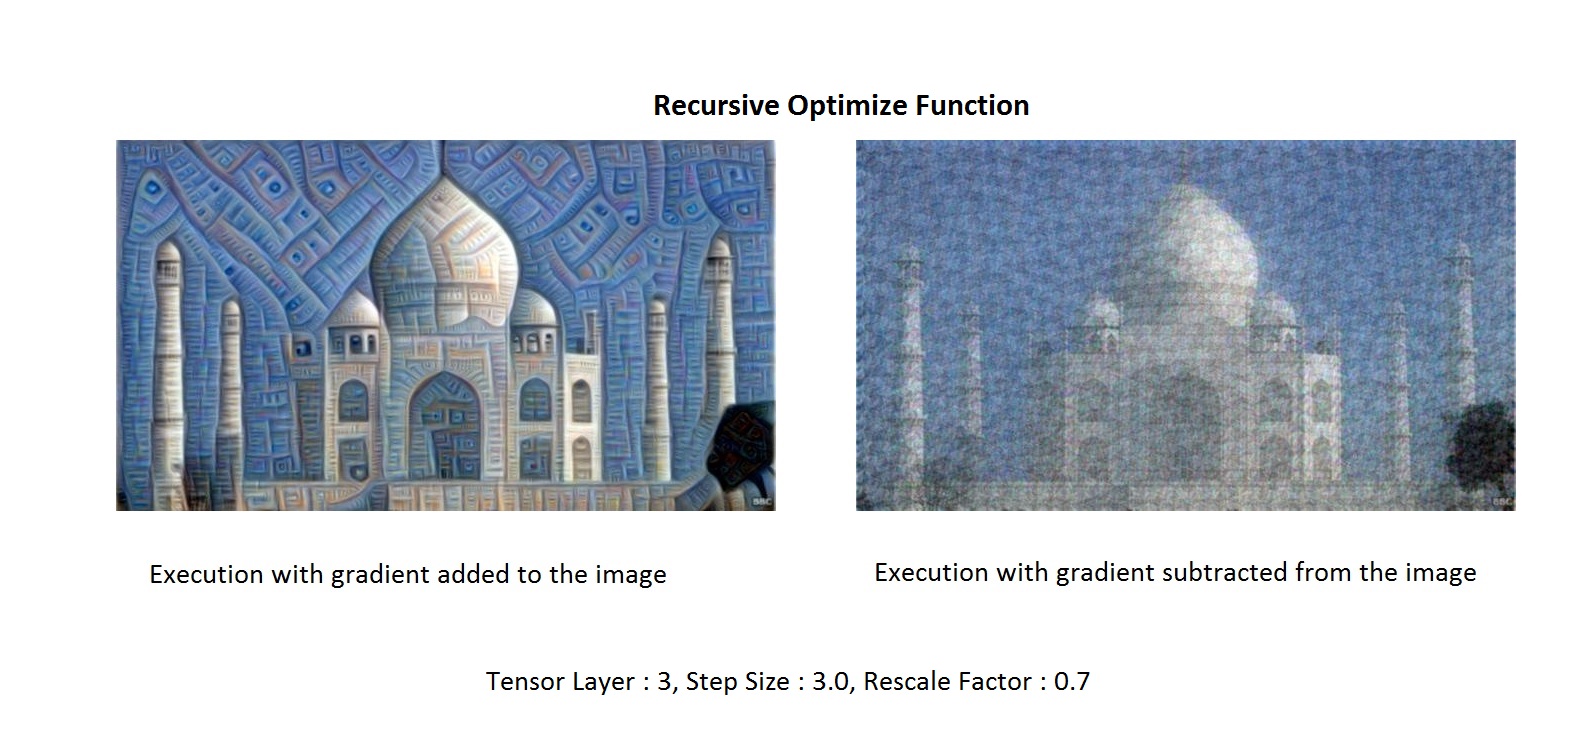 Recursive Optimize Function
BBC
BBC
Execution with gradient added to the image
Execution with gradient subtracted from the image
Tensor Layer : 3, Step Size : 3.0, Rescale Factor : 0.7